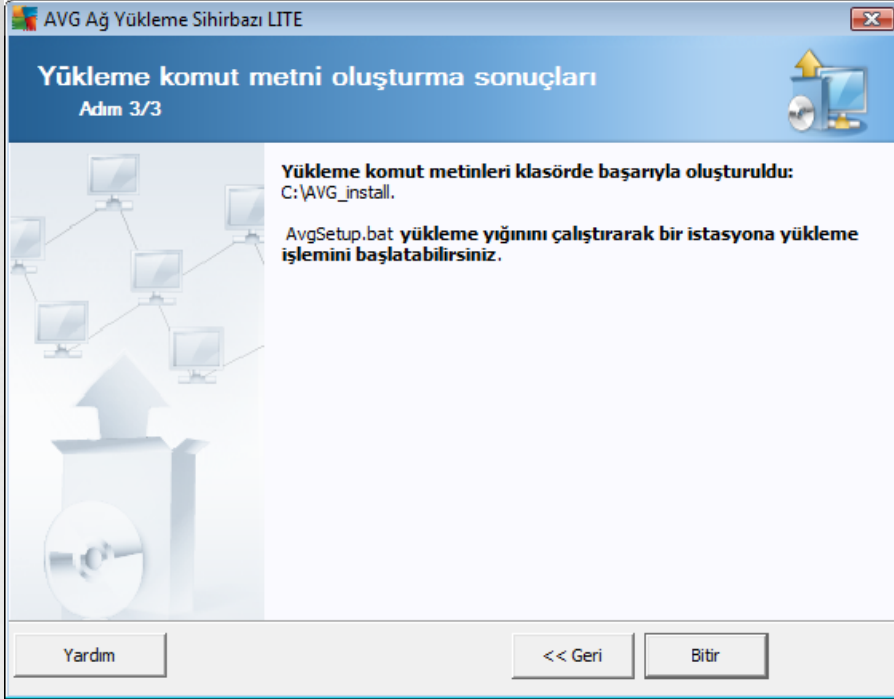 AVG Ağ Yükleme Sihirbazı LITE
Yükleme komut metni oluşturma sonuçları
Adım 3/3
Yükleme komut metinleri klasörde başarıyla oluşturuldu:
C:\AVG_install.
AvgSetup.bat yükleme yığınını çalıştırarak bir istasyona yükleme
işlemini başlatabilirsiniz.
Yardım
<< Geri
Bitir